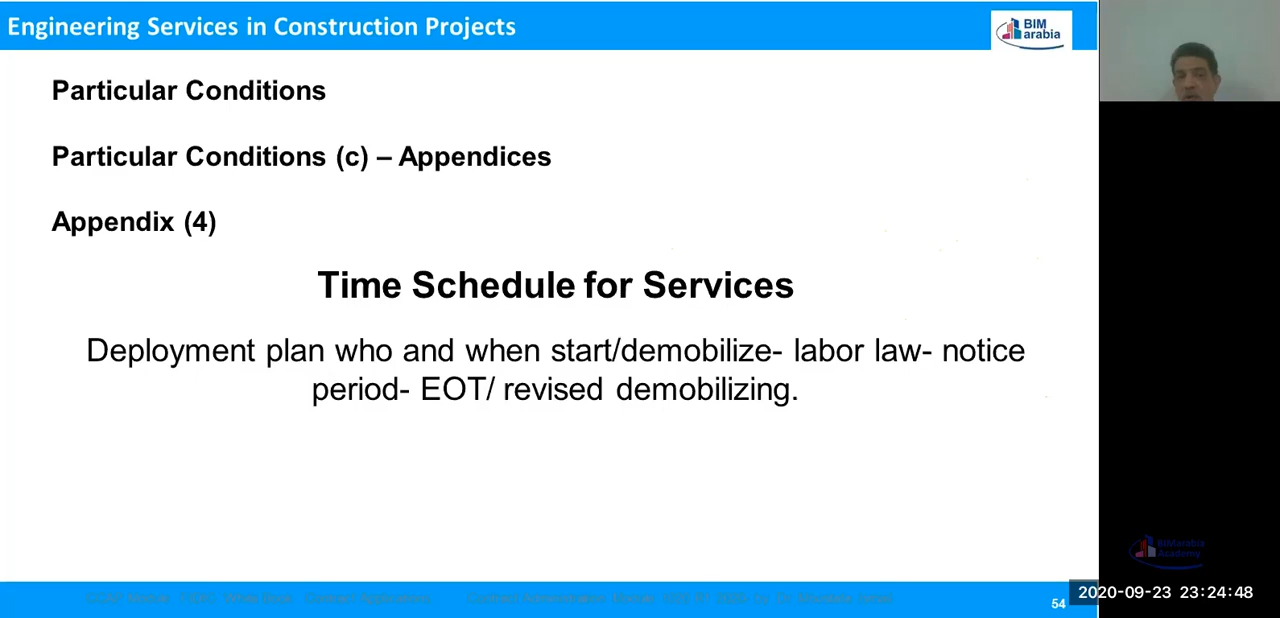 Engineering Services in Construction Projects
BIM
arabia
Particular Conditions
Particular Conditions (c) – Appendices
Appendix (4)
Time Schedule for Services
Deployment plan who and when start/demobilize- labor law- notice
period- EOT/ revised demobilizing.
BIMarabia
Academy
54
2020-09-23 23:24:48